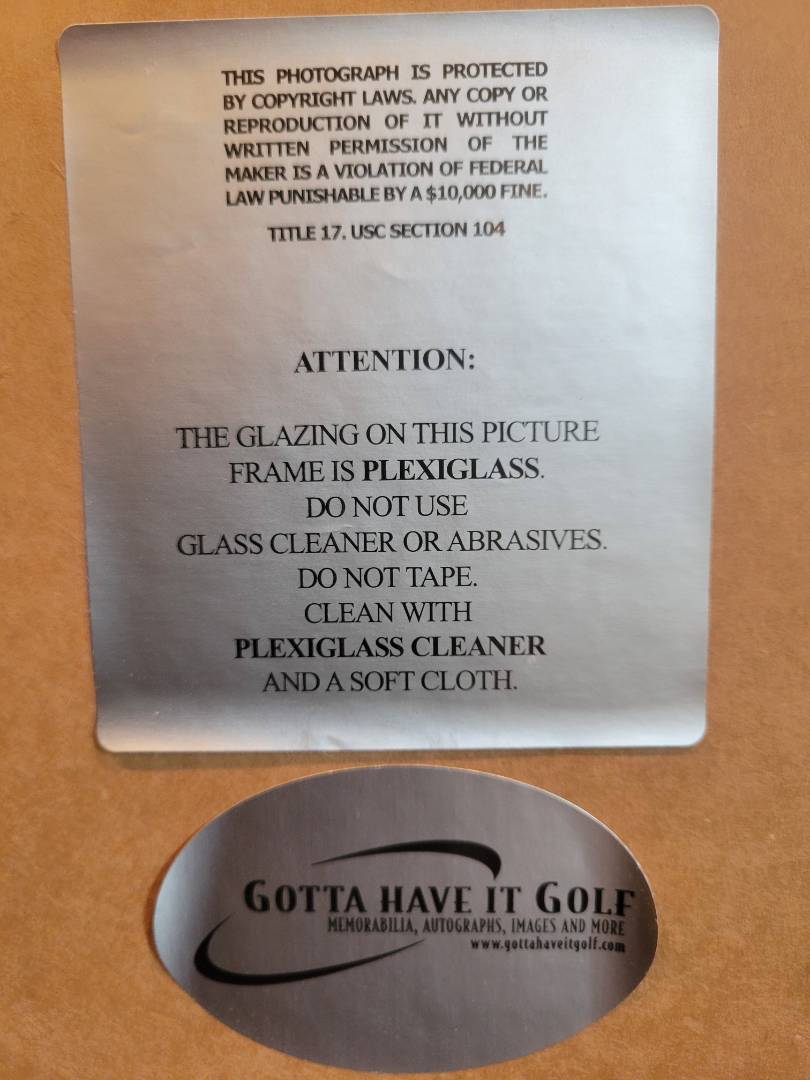 THIS PHOTOGRAPH IS PROTECTED
BY COPYRIGHT LAWS. ANY COPY OR
REPRODUCTION OF IT WITHOUT
WRITTEN PERMISSION OF THE
MAKER IS A VIOLATION OF FEDERAL
LAW PUNISHABLE BY A $10,000 FINE.
TITLE 17. USC SECTION 104
ATTENTION:
THE GLAZING ON THIS PICTURE
FRAME IS PLEXIGLASS.
DO NOT USE
GLASS CLEANER OR ABRASIVES.
DO NOT TAPE.
CLEAN WITH
PLEXIGLASS CLEANER
AND A SOFT CLOTH.
GOTTA HAVE IT GOLF
MEMORABILIA, AUTOGRAPHS, IMAGES AND MORE
www.gottahaveitgolf.com